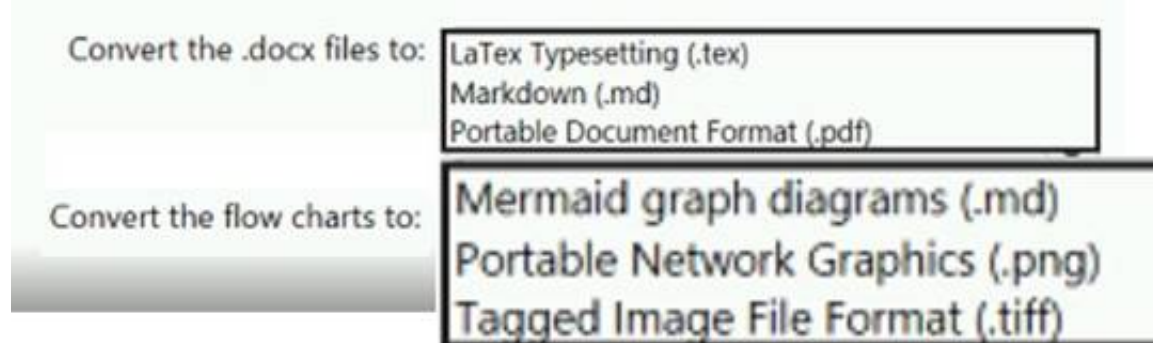 Convert the .docx files to:
LaTex Typesetting (.tex)
Markdown (.md)
Portable Document Format (.pdf)
Convert the flow charts to:
Mermaid graph diagrams (.md)
Portable Network Graphics (.png)
Tagged Image File Format (.tiff)